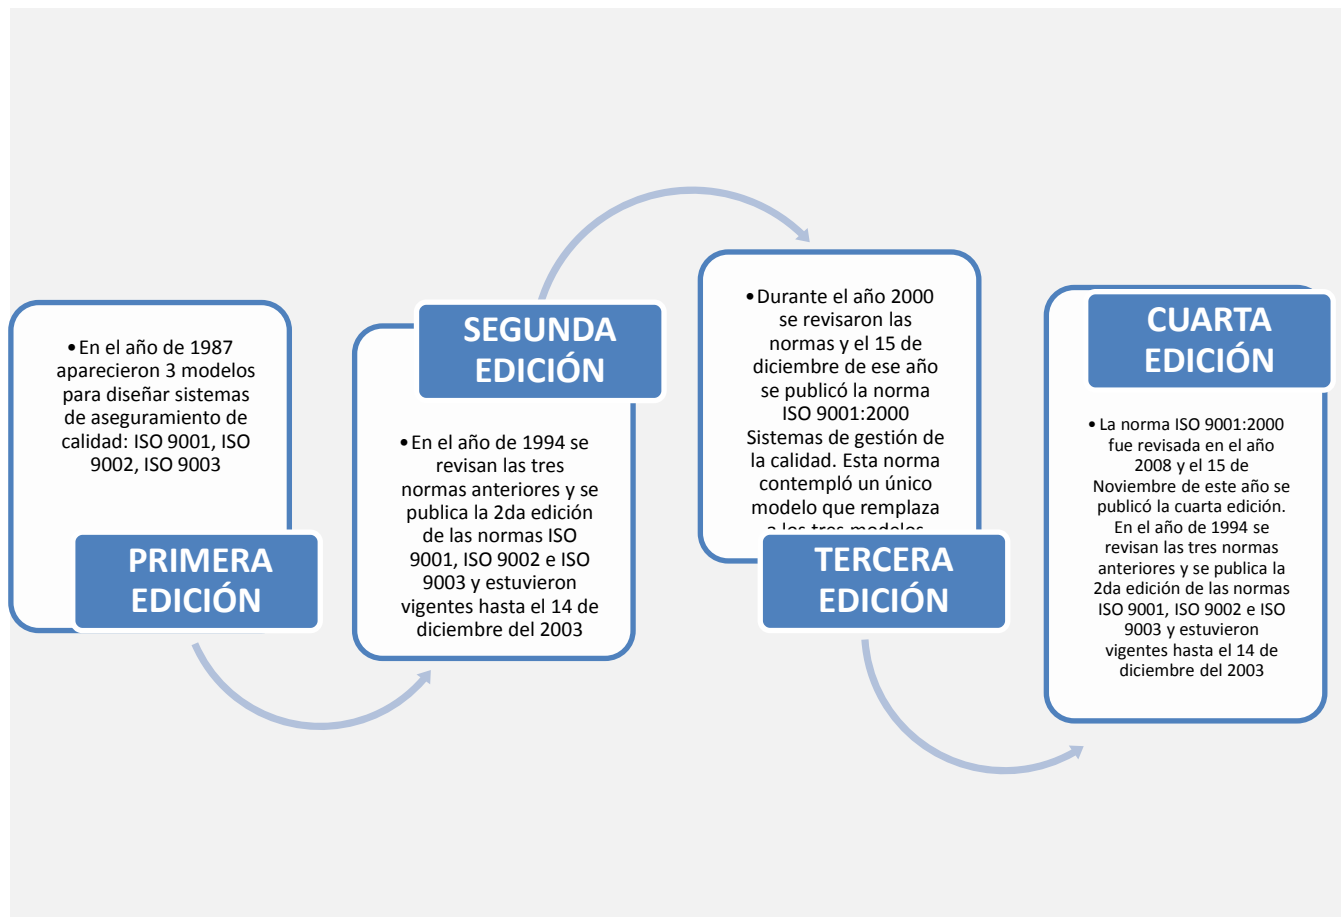 •En el año de 1987
aparecieron 3 modelos
para diseñar sistemas
de aseguramiento de
calidad: ISO 9001, ISO
9002, ISO 9003
PRIMERA
EDICIÓN
SEGUNDA
EDICIÓN
•En el año de 1994 se
revisan las tres
normas anteriores y se
publica la 2da edición
de las normas ISO
9001, ISO 9002 e ISO
9003 y estuvieron
vigentes hasta el 14 de
diciembre del 2003
•Durante el año 2000
se revisaron las
normas y el 15 de
diciembre de ese año
se publicó la norma
ISO 9001:2000
Sistemas de gestión de
la calidad. Esta norma
contempló un único
modelo que remplaza
a los tres modelos
TERCERA
EDICIÓN
CUARTA
EDICIÓN
•La norma ISO 9001:2000
fue revisada en el año
2008 y el 15 de
Noviembre de este año se
publicó la cuarta edición.
En el año de 1994 se
revisan las tres normas
anteriores y se publica la
2da edición de las normas
ISO 9001, ISO 9002 e ISO
9003 y estuvieron
vigentes hasta el 14 de
diciembre del 2003